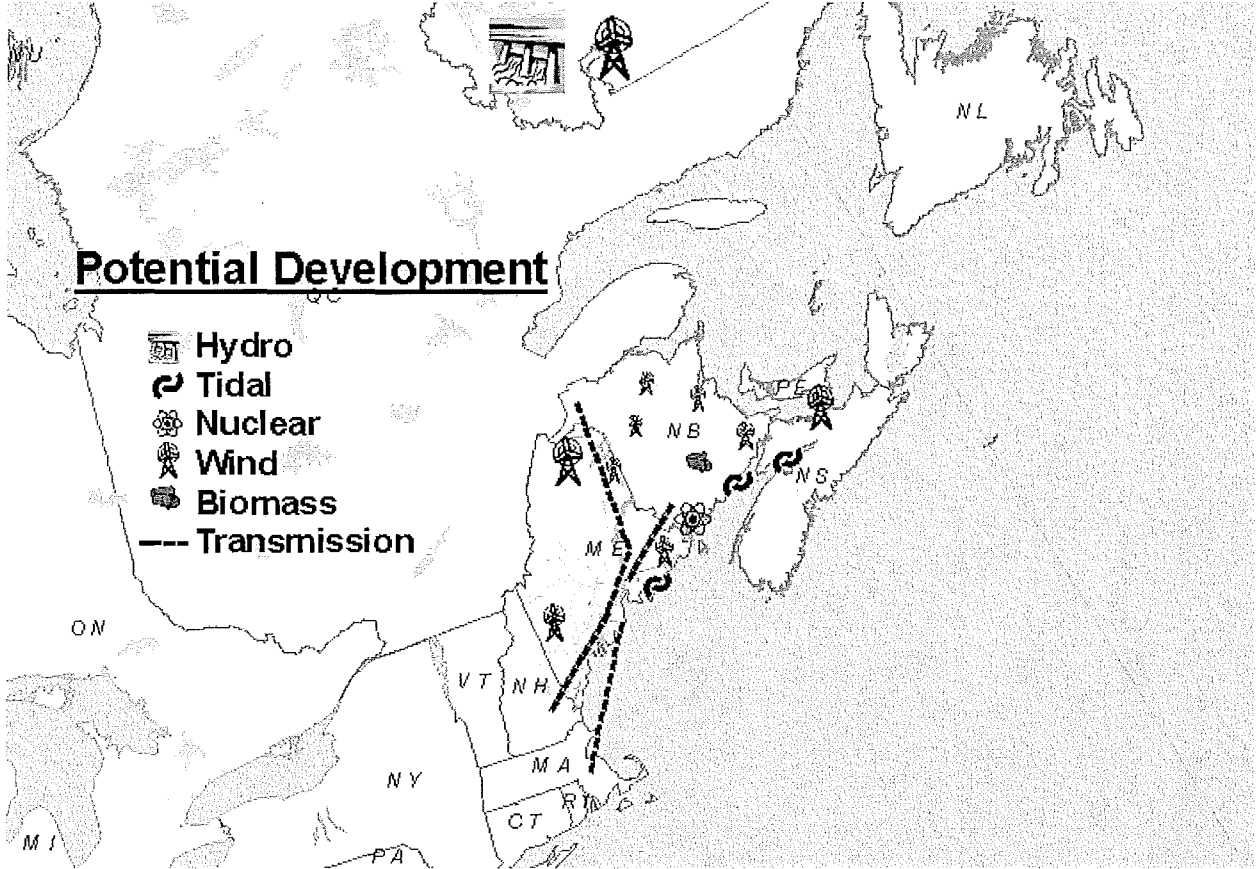 NL
Potential Development
QC
Hydro
Tidal
Nuclear
Wind
Biomass
Transmission
PE
NB
NS
ME
ON
VT
NH
NY
MA
RI
CT
MI
PA